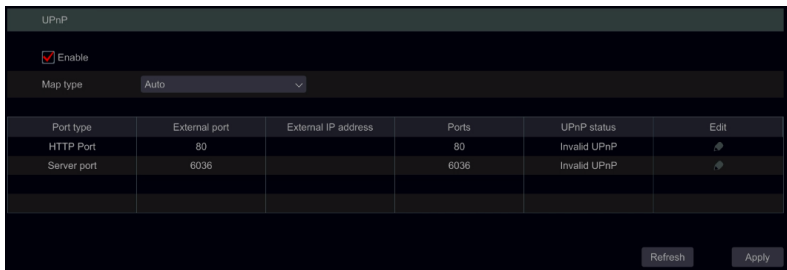 UPnP
Enable
Map type Auto
Port type External port External IP address Ports UPnP status Edit
HTTP Port 80 80 Invalid UPnP
Server port 6036 6036 Invalid UPnP
Refresh Apply